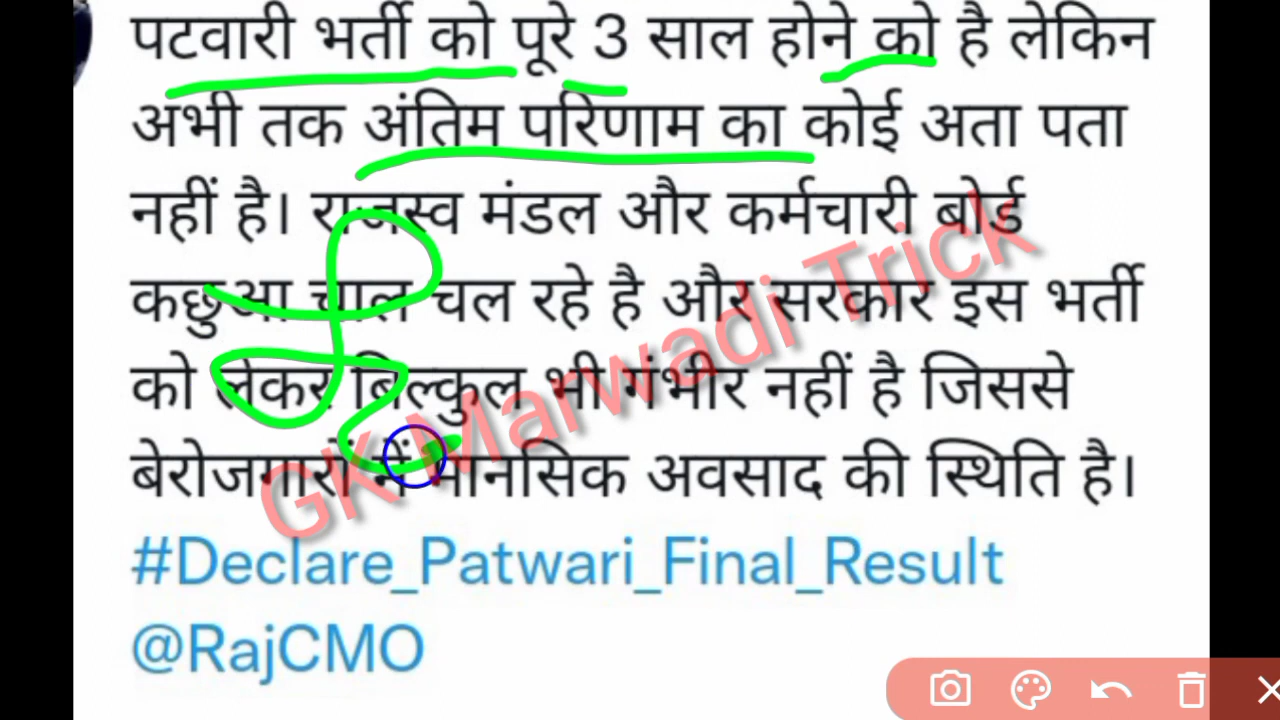 पटवारी भर्ती को पूरे 3 साल होने को है लेकिन
अभी तक अंतिम परिणाम का कोई अता पता
नहीं है। राजस्व मंडल और कर्मचारी बोर्ड
कछुआ चाल चल रहे है और सरकार इस भर्ती
को लेकर बिल्कुल भी गंभीर नहीं है जिससे
बेरोजगारों में मानसिक अवसाद की स्थिति है।
#Declare_Patwari_Final_Result
@RajCMO
GK Marwadi Trick